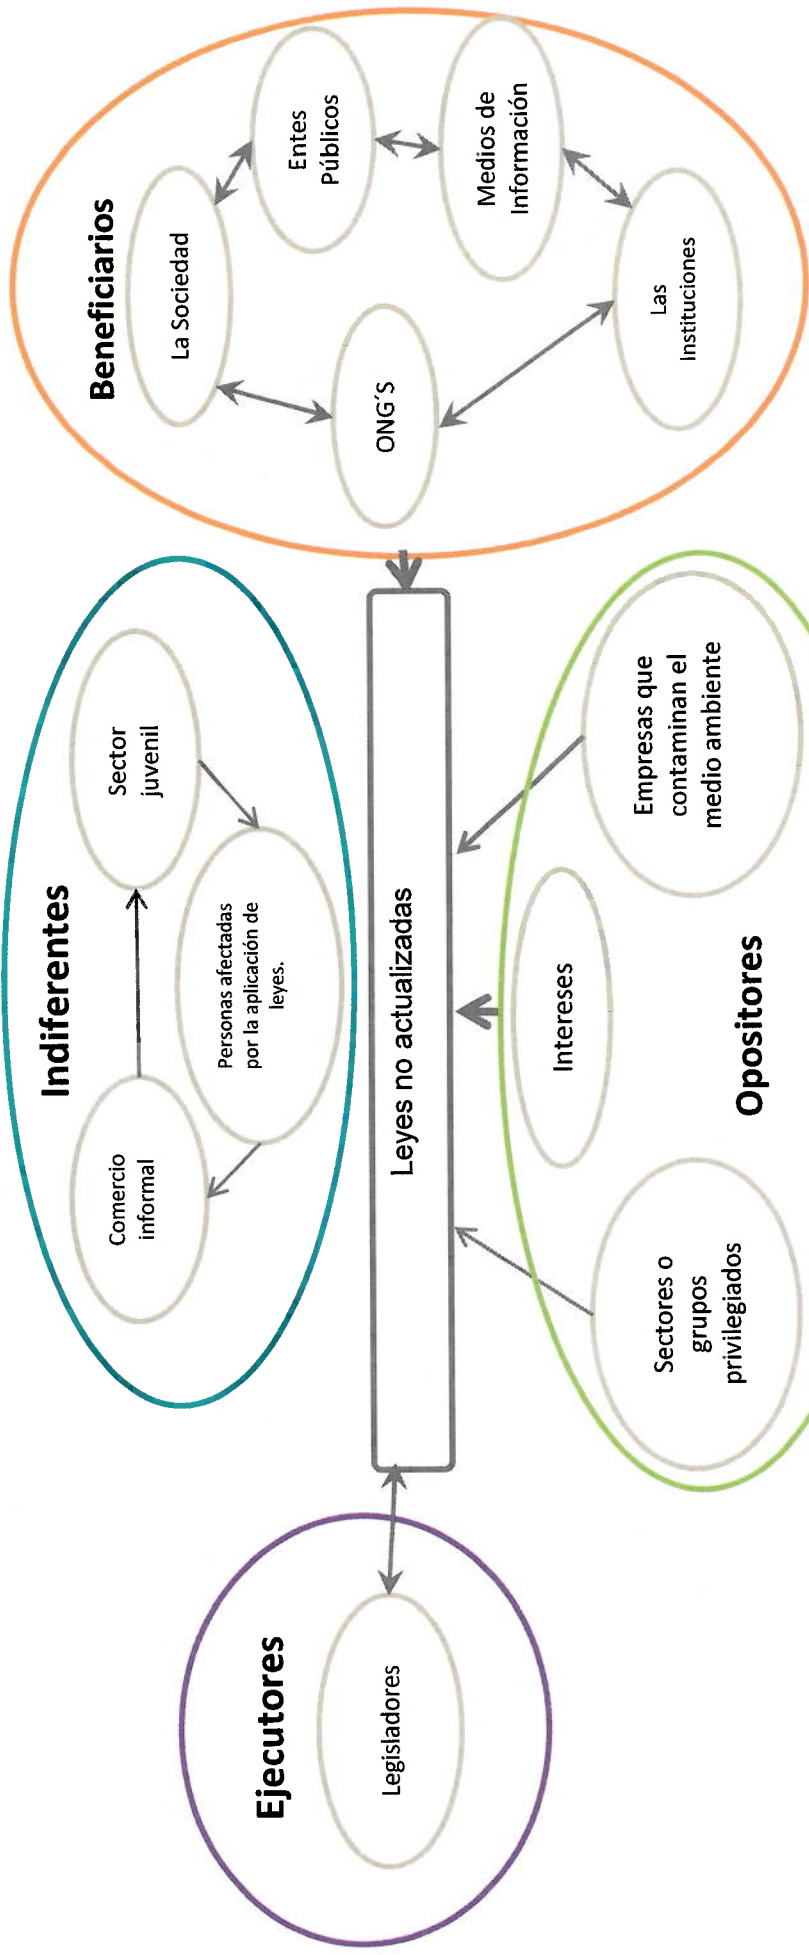 Ejecutores
Legisladores
Indiferentes
Comercio
informal
Sector
juvenil
Personas afectadas
por la aplicación de
leyes.
Leyes no actualizadas
Sectores o
grupos
privilegiados
Intereses
Empresas que
contaminan el
medio ambiente
Opositores
Beneficiarios
La Sociedad
Entes
Públicos
ONG´S
Medios de
Información
Las
Instituciones